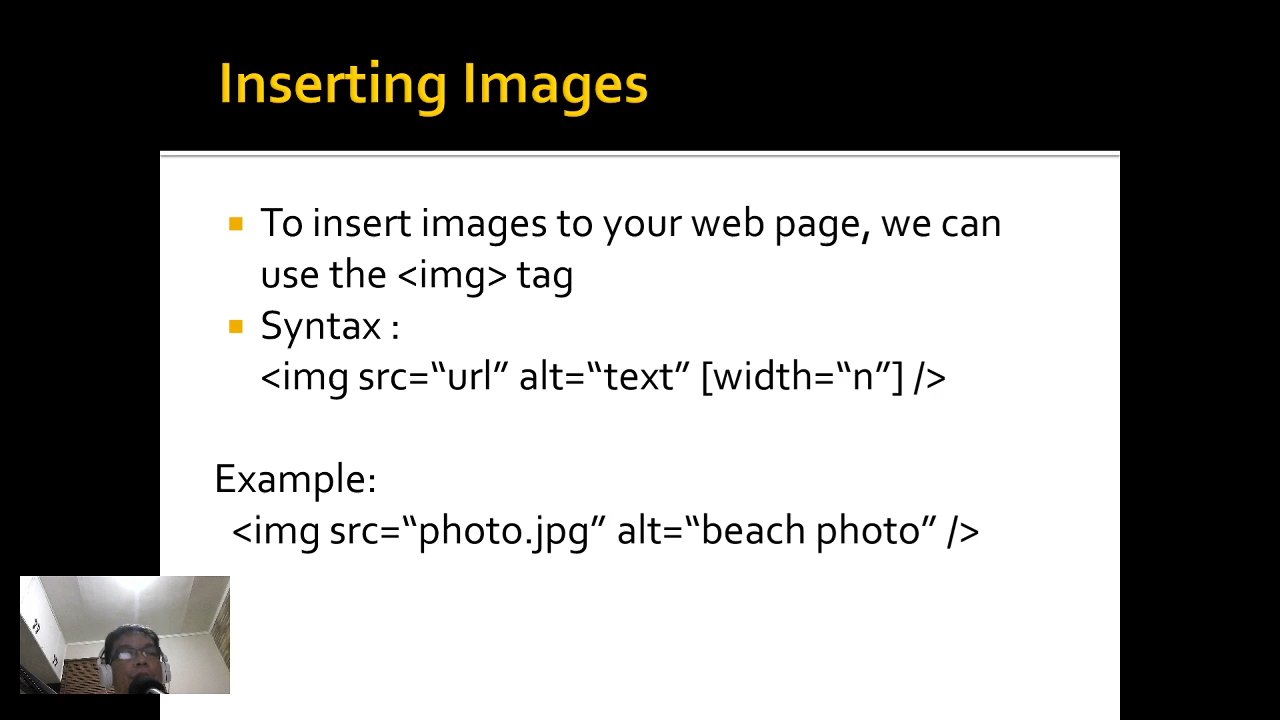 Inserting Images
To insert images to your web page, we can
use the <img> tag
Syntax :
<img src=“url” alt=“text” [width=“n”] />
Example:
<img src=“photo.jpg” alt=“beach photo” />